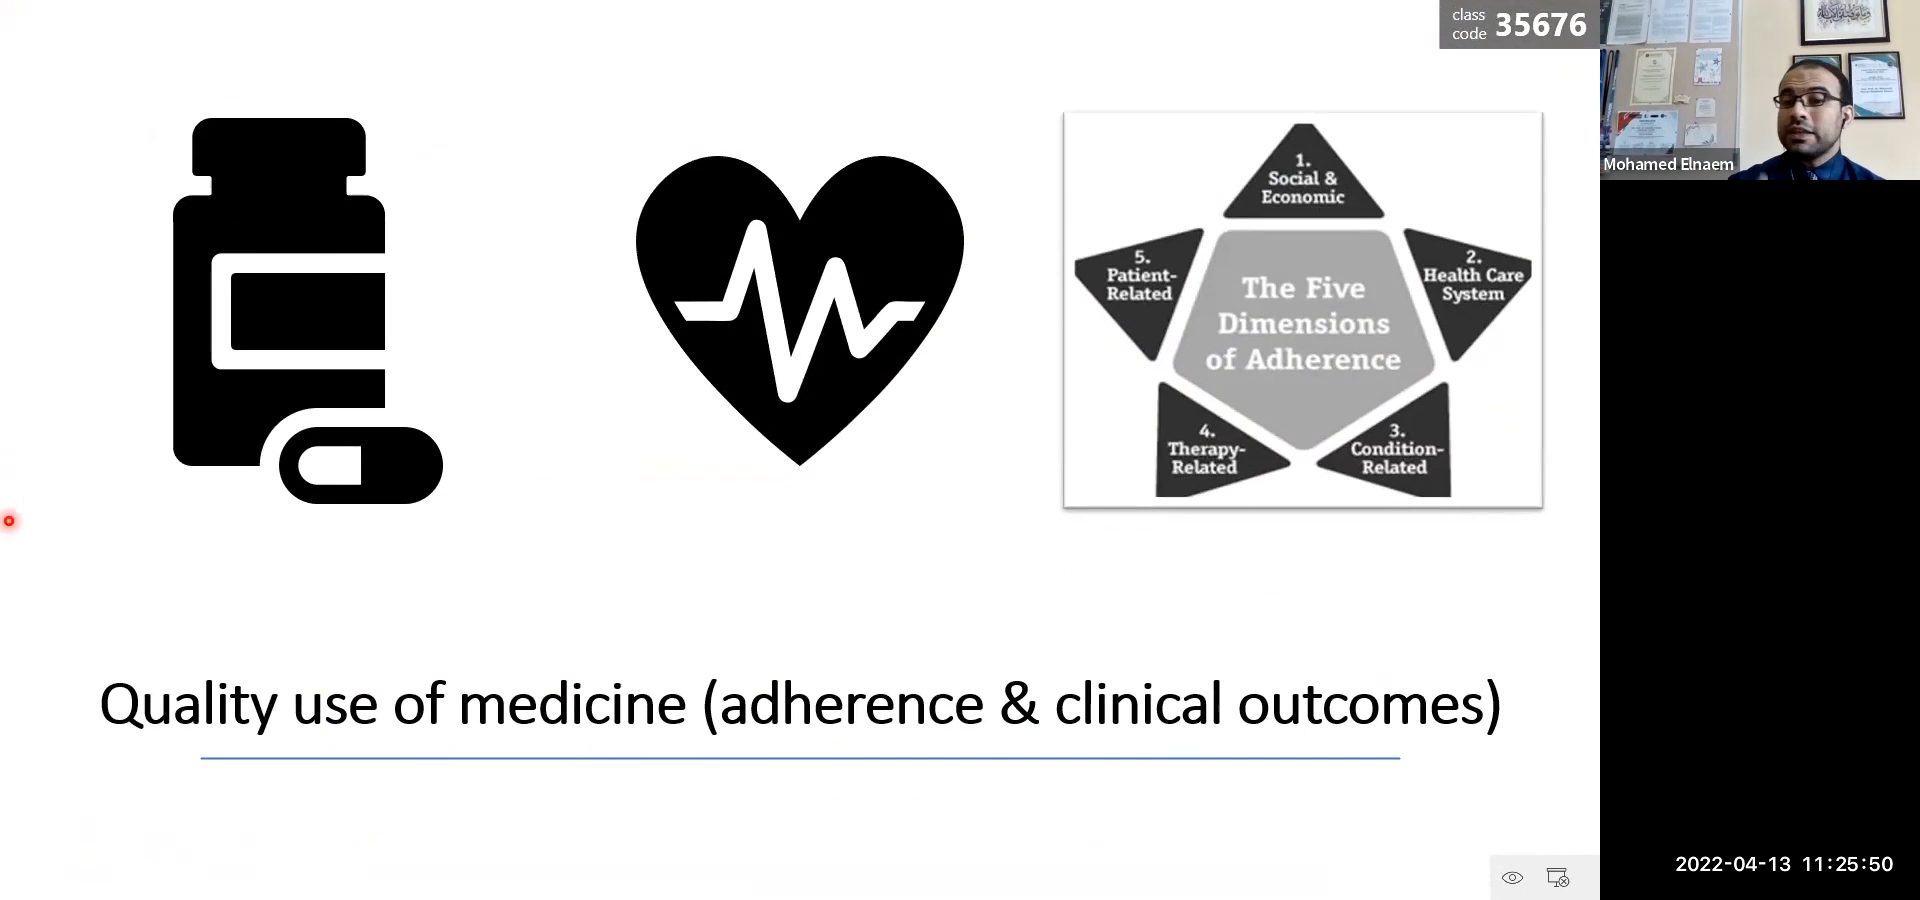 class
code 35676
Mohamed Elnaem
1.
Social &
Economic
2.
Health Care
System
3.
Condition-
Related
4.
Therapy-
Related
5.
Patient-
Related
The Five
Dimensions
of Adherence
Quality use of medicine (adherence & clinical outcomes)
2022-04-13 11:25:50